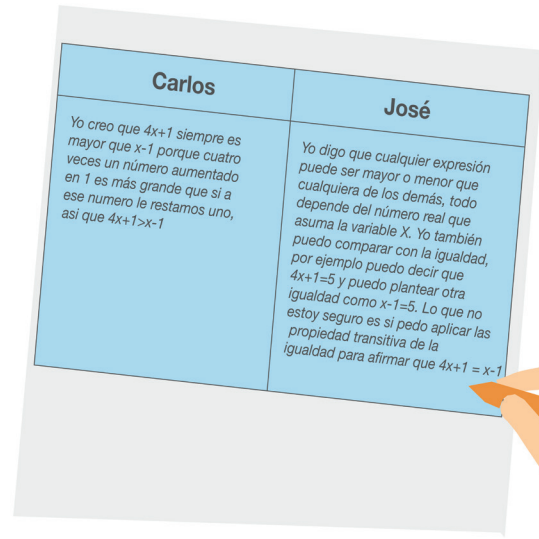 Carlos
Yo creo que 4x+1 siempre es
mayor que x-1 porque cuatro
veces un número aumentado
en 1 es más grande que si a
ese numero le restamos uno,
asi que 4x+1>x-1
José
Yo digo que cualquier expresión
puede ser mayor o menor que
cualquiera de los demás, todo
depende del número real que
asuma la variable X. Yo también
puedo comparar con la igualdad,
por ejemplo puedo decir que
4x+1=5 y puedo plantear otra
igualdad como x-1=5. Lo que no
estoy seguro es si pedo aplicar las
propiedad transitiva de la
igualdad para afirmar que 4x+1 = x-1